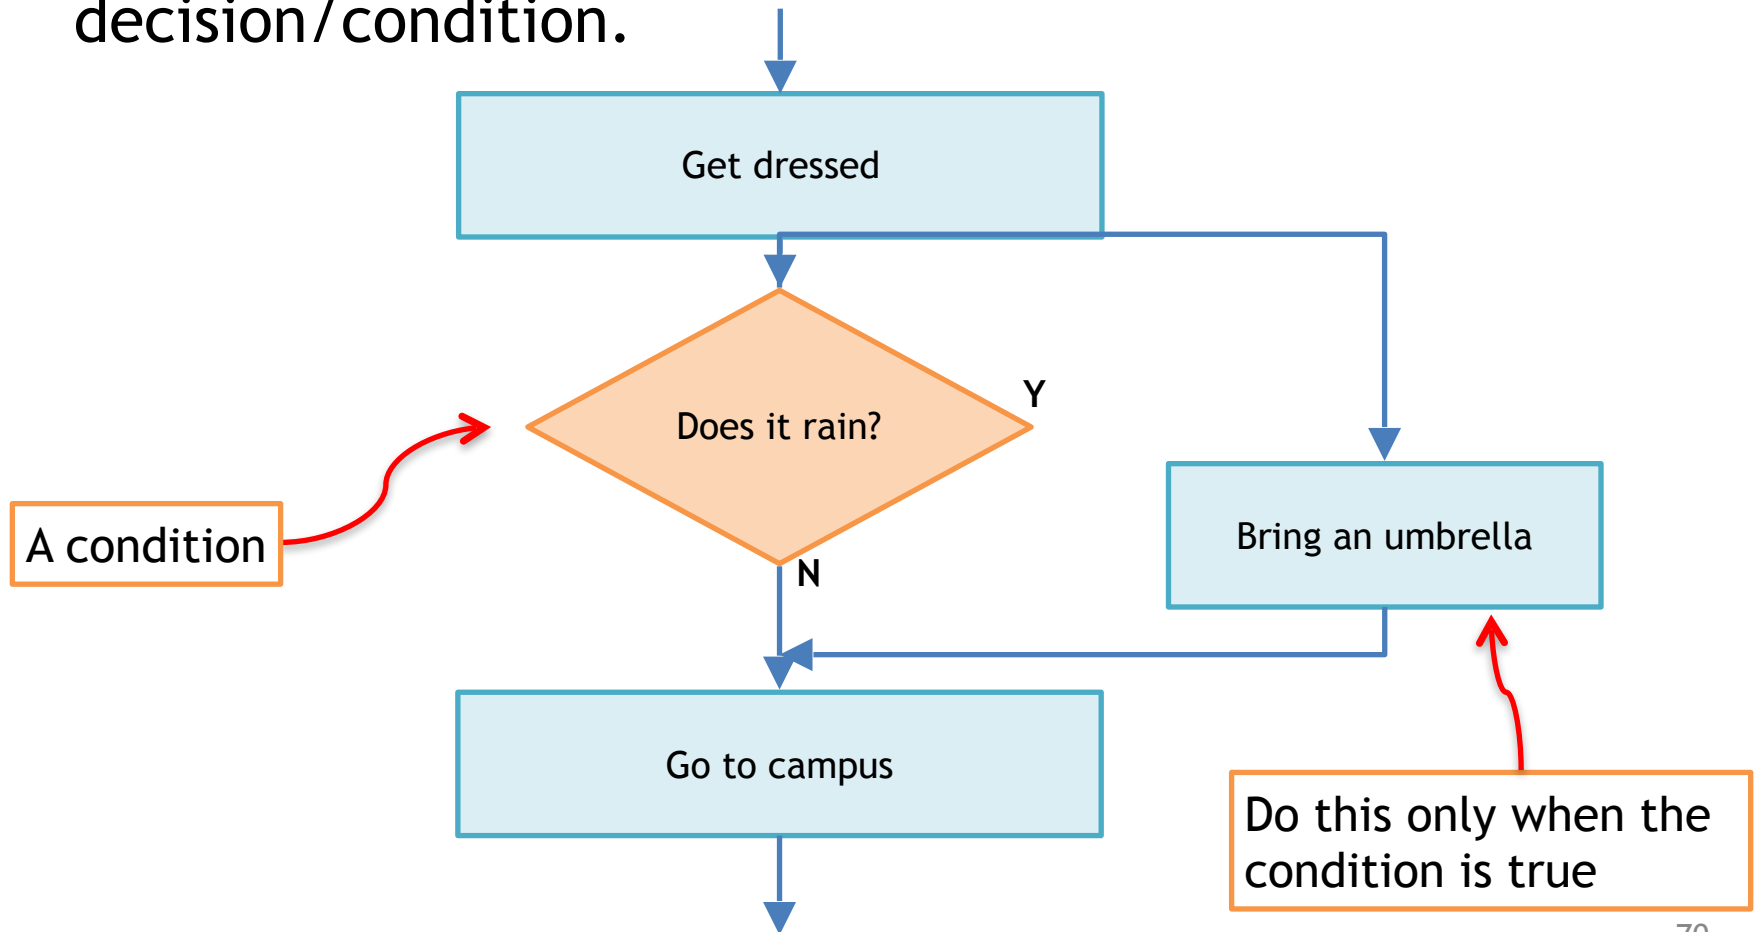 decision/condition.
Get dressed
Does it rain?
Y
A condition
Bring an umbrella
N
Go to campus
Do this only when the
condition is true